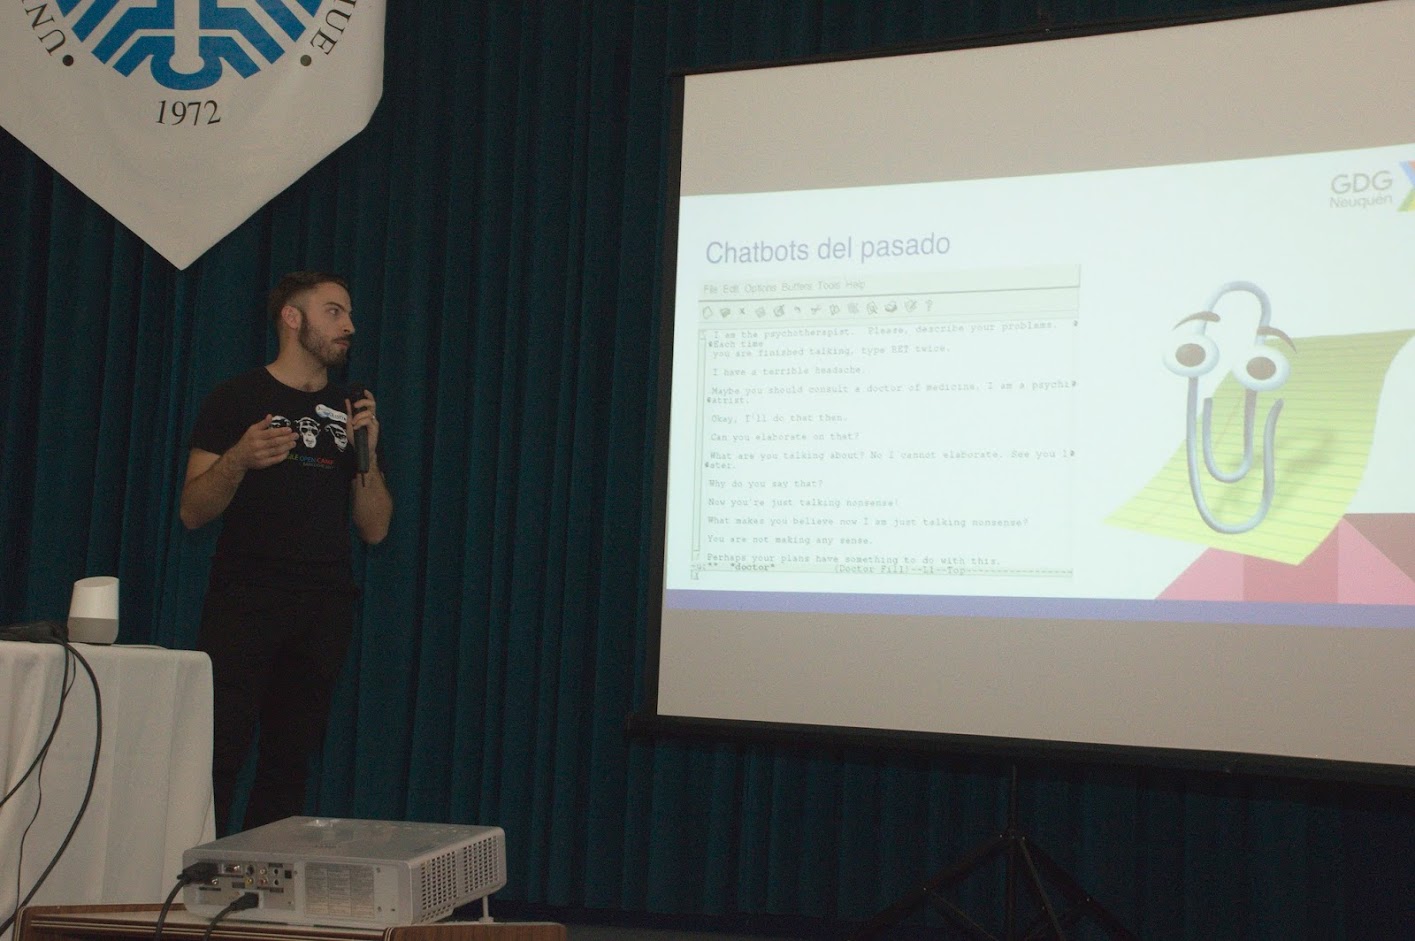 1972
GDG
Neuquén
Chatbots del pasado
File Edit Options Buffers Tools Help
I am the psychotherapist. Please, describe your problems. Each time
you are finished talking, type RET twice.
I have a terrible headache.
Maybe you should consult a doctor of medicine. I am a psychi
atrist.
Okay, I'll do that then.
Can you elaborate on that?
What are you talking about? No I cannot elaborate. See you l
ater.
Why do you say that?
Now you're just talking nonsense!
What makes you believe now I am just talking nonsense?
You are not making any sense.
Perhaps your plans have something to do with this.
*doctor* (Doctor Fill)--L1--Top